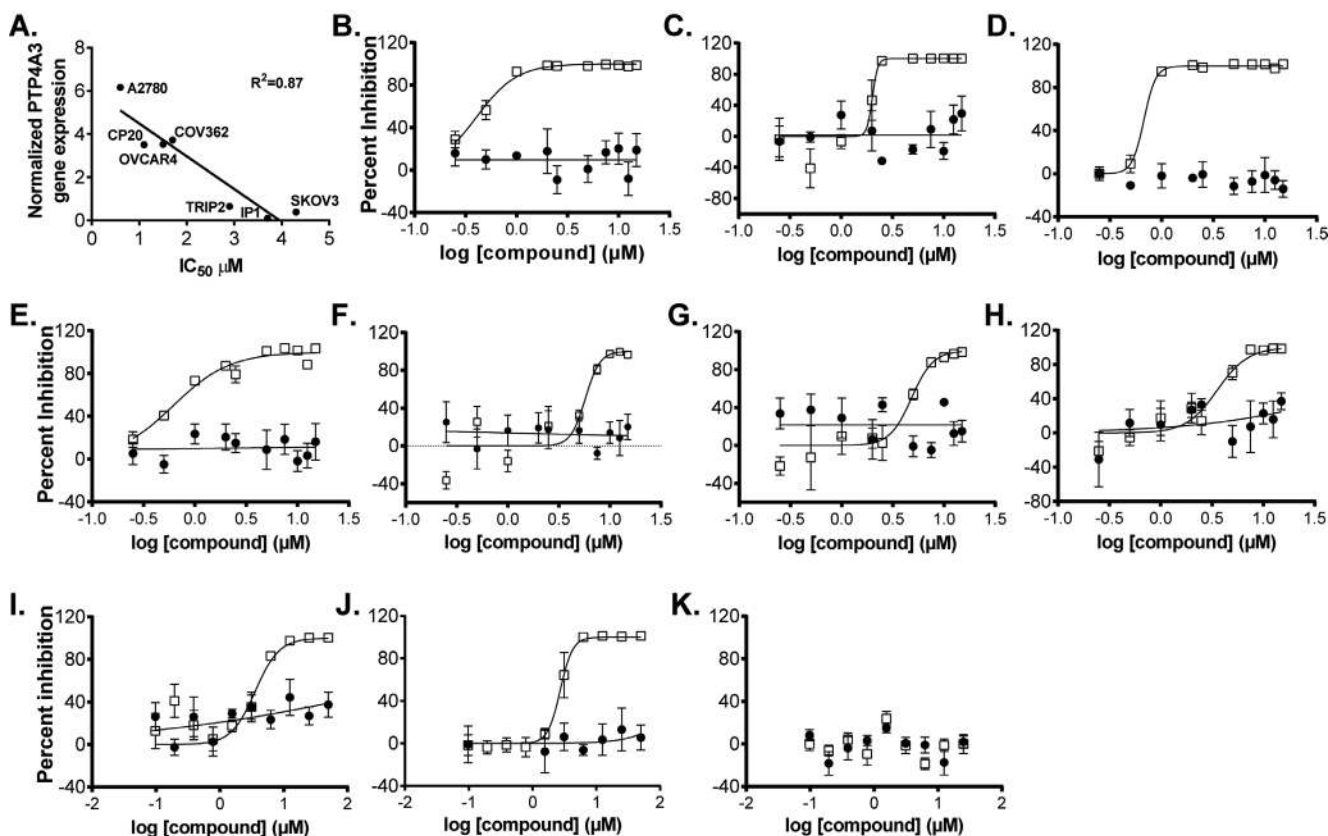 A.
Normalized PTP4A3
gene expression
8
6
4
2
0
A2780
R²=0.87
CP20
COV362
OVCAR4
TRIP2
IP1
SKOV3
0 1 2 3 4 5
IC50 µM
B.
Percent Inhibition
120
80
40
0
-40
-1.0 -0.5 0.0 0.5 1.0 1.5
log [compound] (µM)
C.
120
80
40
0
-40
-80
-1.0 -0.5 0.0 0.5 1.0 1.5
log [compound] (µM)
D.
120
80
40
0
-40
-1.0 -0.5 0.0 0.5 1.0 1.5
log [compound] (µM)
E.
Percent Inhibition
120
80
40
0
-40
-1.0 -0.5 0.0 0.5 1.0 1.5
log [compound] (µM)
F.
120
80
40
0
-40
-1.0 -0.5 0.0 0.5 1.0 1.5
log [compound] (µM)
G.
120
80
40
0
-40
-1.0 -0.5 0.0 0.5 1.0 1.5
log [compound] (µM)
H.
120
80
40
0
-40
-80
-1.0 -0.5 0.0 0.5 1.0 1.5
log [compound] (µM)
I.
Percent inhibition
120
80
40
0
-40
-2 -1 0 1 2
log [compound] (µM)
J.
120
80
40
0
-40
-2 -1 0 1 2
log [compound] (µM)
K.
120
80
40
0
-40
-2 -1 0 1 2
log [compound] (µM)